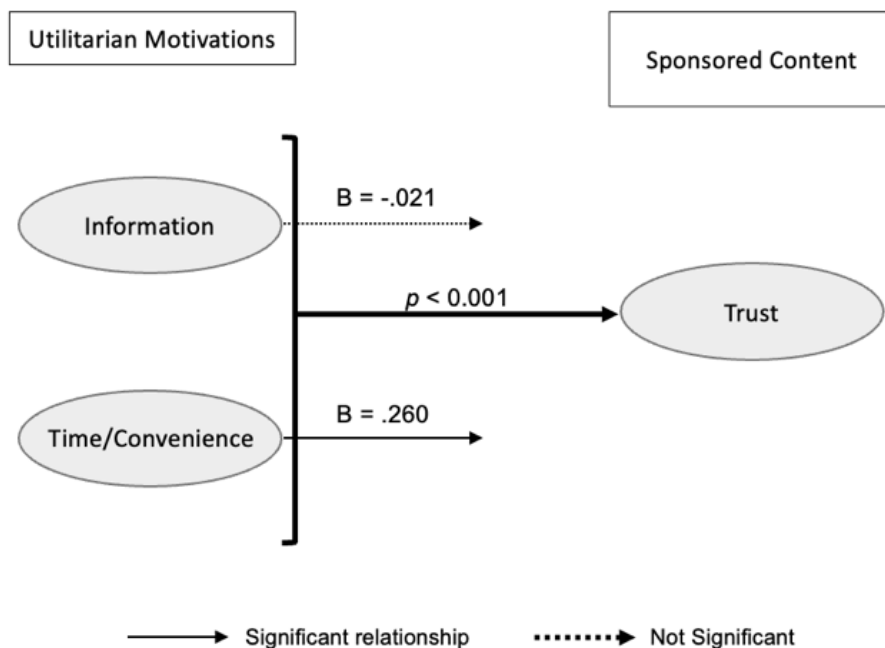 Utilitarian Motivations
Sponsored Content
B = -.021
Information
p < 0.001
Trust
B = .260
Time/Convenience
Significant relationship
Not Significant